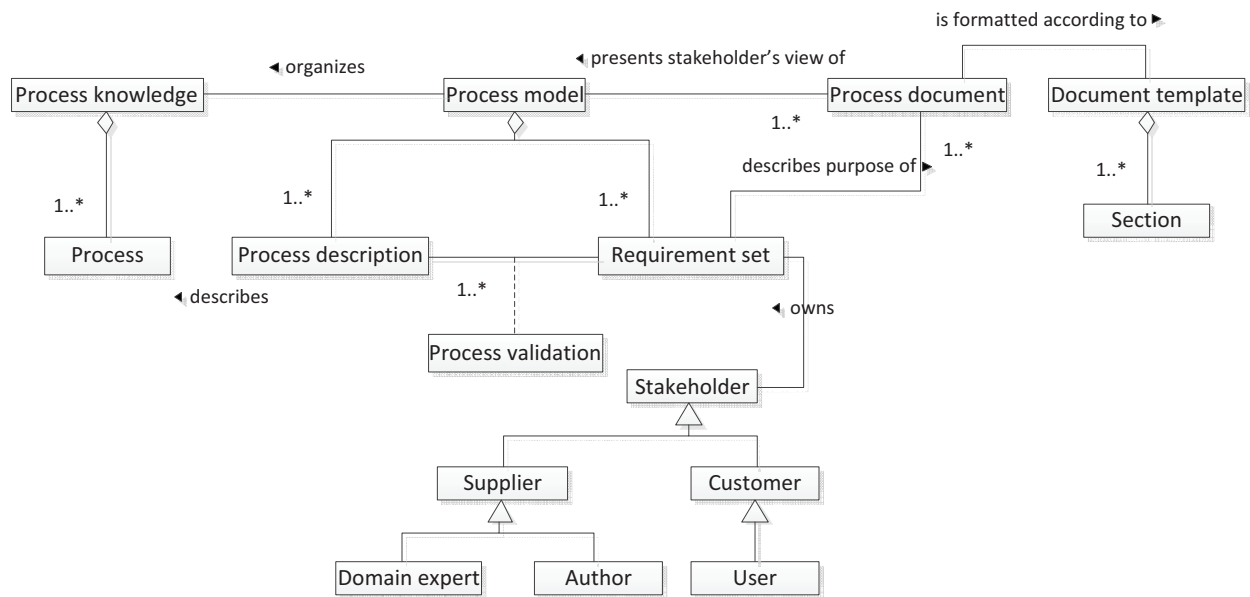 is formatted according to ►
◄ organizes
◄ presents stakeholder's view of
Process knowledge
Process model
Process document
Document template
1..*
describes purpose of ►
1..*
1..*
1..*
1..*
1..*
Section
Process
Process description
Requirement set
◄ describes
1..*
◄ owns
Process validation
Stakeholder
Supplier
Customer
Domain expert
Author
User